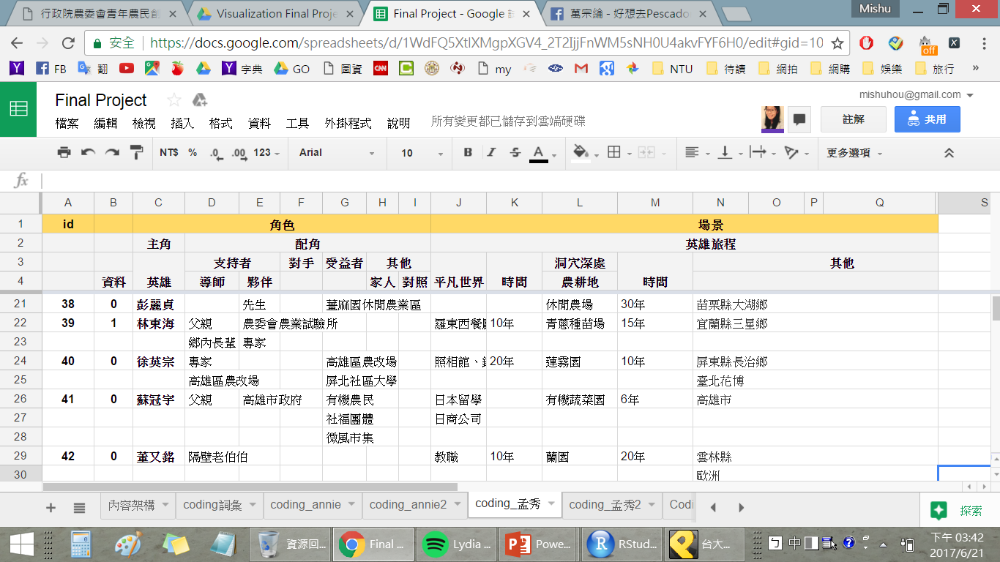 行政院農委會青年農民創
Visualization Final Proje
Final Project - Google 試
萬宗綸 - 好想去Pescado
Mishu
安全 https://docs.google.com/spreadsheets/d/1WdFQ5XtlXMgpXGV4_2T2IjjFnWM5sNH0U4akvFYF6H0/edit#gid=10
off
FB 翻 字典 GO 圖資 CNN my NTU 待讀 網拍 網購 娛樂 旅行 »
Final Project
mishuhou@gmail.com
檔案 編輯 檢視 插入 格式 資料 工具 外掛程式 說明 所有變更都已儲存到雲端硬碟
註解 共用
NT$ % .0 .00 123 Arial 10 B I S A 更多選項
fx
A B C D E F G H I J K L M N O P Q S
1 id 角色 場景
2 主角 配角 英雄旅程
3 支持者 對手 受益者 其他 洞穴深處 其他
4 資料 英雄 導師 夥伴 家人 對照 平凡世界 時間 農耕地 時間
21 38 0 彭麗貞 先生 薑麻園休閒農業區 休閒農場 30年 苗栗縣大湖鄉
22 39 1 林東海 父親 農委會農業試驗所 羅東西餐廳 10年 青蔥種苗場 15年 宜蘭縣三星鄉
23 鄉內長輩 專家
24 40 0 徐英宗 專家 高雄區農改場 照相館、 20年 蓮霧園 10年 屏東縣長治鄉
25 高雄區農改場 屏北社區大學 臺北花博
26 41 0 蘇冠宇 父親 高雄市政府 有機農民 日本留學 有機蔬菜園 6年 高雄市
27 社福團體 日商公司
28 微風市集
29 42 0 董又銘 隔壁老伯伯 教職 10年 蘭園 20年 雲林縣
30 歐洲
內容架構 coding詞彙 coding_annie coding_annie2 coding_孟秀 coding_孟秀2 Codi
探索
資源回... Final ... Lydia ... Powe... RStud... 台大...
中
下午 03:42
2017/6/21